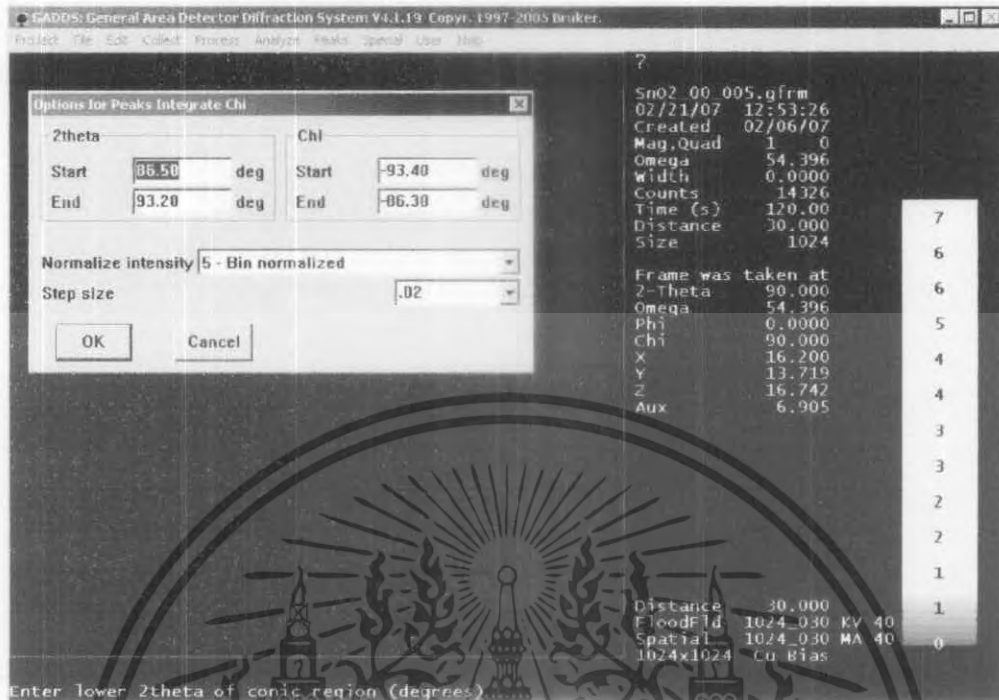 GADDS: General Area Detector Diffraction System V4.1.19 Copyr. 1997-2005 Bruker.
Project File Edit Collect Process Analyze Peaks Special User Help
Options for Peaks Integrate Chi
2theta
Start 86.50 deg
End 93.20 deg
Chi
Start -93.40 deg
End -86.30 deg
Normalize intensity 5 - Bin normalized
Step size .02
OK Cancel
7
Sn02_00_005.gfrm
02/21/07 12:53:26
Created 02/06/07
Mag,Quad 1 0
Omega 54.396
Width 0.0000
Counts 14326
Time (s) 120.00
Distance 30.000
Size 1024
Frame was taken at
2-Theta 90.000
Omega 54.396
Phi 0.0000
Chi 90.000
X 16.200
Y 13.719
Z 16.742
Aux 6.905
Distance 30.000
FloodFld 1024_030 KV 40
Spatial 1024_030 MA 40
1024x1024 Cu Bias
7
6
6
5
4
4
3
3
2
2
1
1
0
Enter lower 2theta of conic region (degrees)